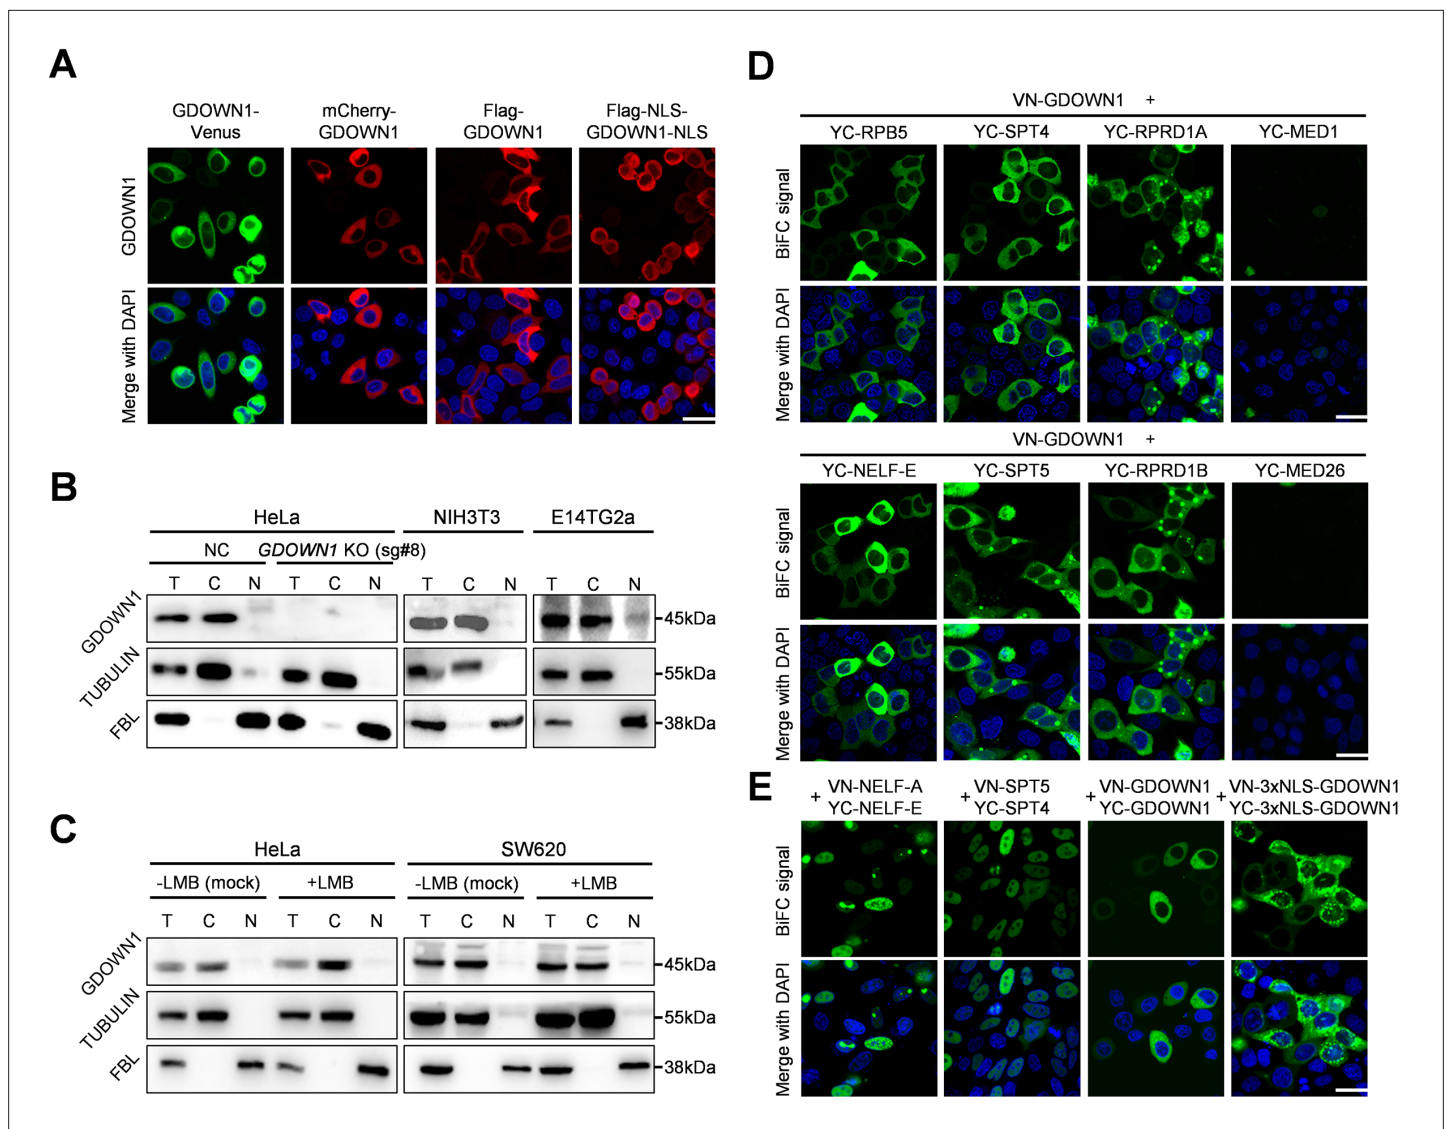 A
GDOWN1-
Venus
mCherry-
GDOWN1
Flag-
GDOWN1
Flag-NLS-
GDOWN1-NLS
GDOWN1
Merge with DAPI
B
HeLa
NIH3T3
E14TG2a
NC
GDOWN1 KO (sg#8)
T C N T C N T C N T C N
GDOWN1
45kDa
TUBULIN
55kDa
FBL
38kDa
C
HeLa
SW620
-LMB (mock)
+LMB
-LMB (mock)
+LMB
T C N T C N T C N T C N
GDOWN1
45kDa
TUBULIN
55kDa
FBL
38kDa
D
VN-GDOWN1 +
YC-RPB5
YC-SPT4
YC-RPRD1A
YC-MED1
BiFC signal
Merge with DAPI
VN-GDOWN1 +
YC-NELF-E
YC-SPT5
YC-RPRD1B
YC-MED26
BiFC signal
Merge with DAPI
E
+ VN-NELF-A
YC-NELF-E
+ VN-SPT5
YC-SPT4
+ VN-GDOWN1
YC-GDOWN1
+ VN-3xNLS-GDOWN1
YC-3xNLS-GDOWN1
BiFC signal
Merge with DAPI